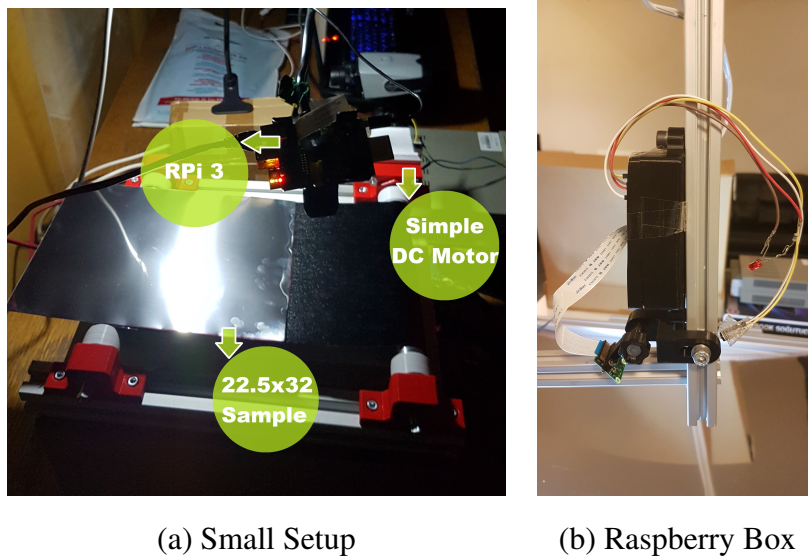 RPi 3
Simple
DC Motor
22.5x32
Sample
(a) Small Setup
(b) Raspberry Box